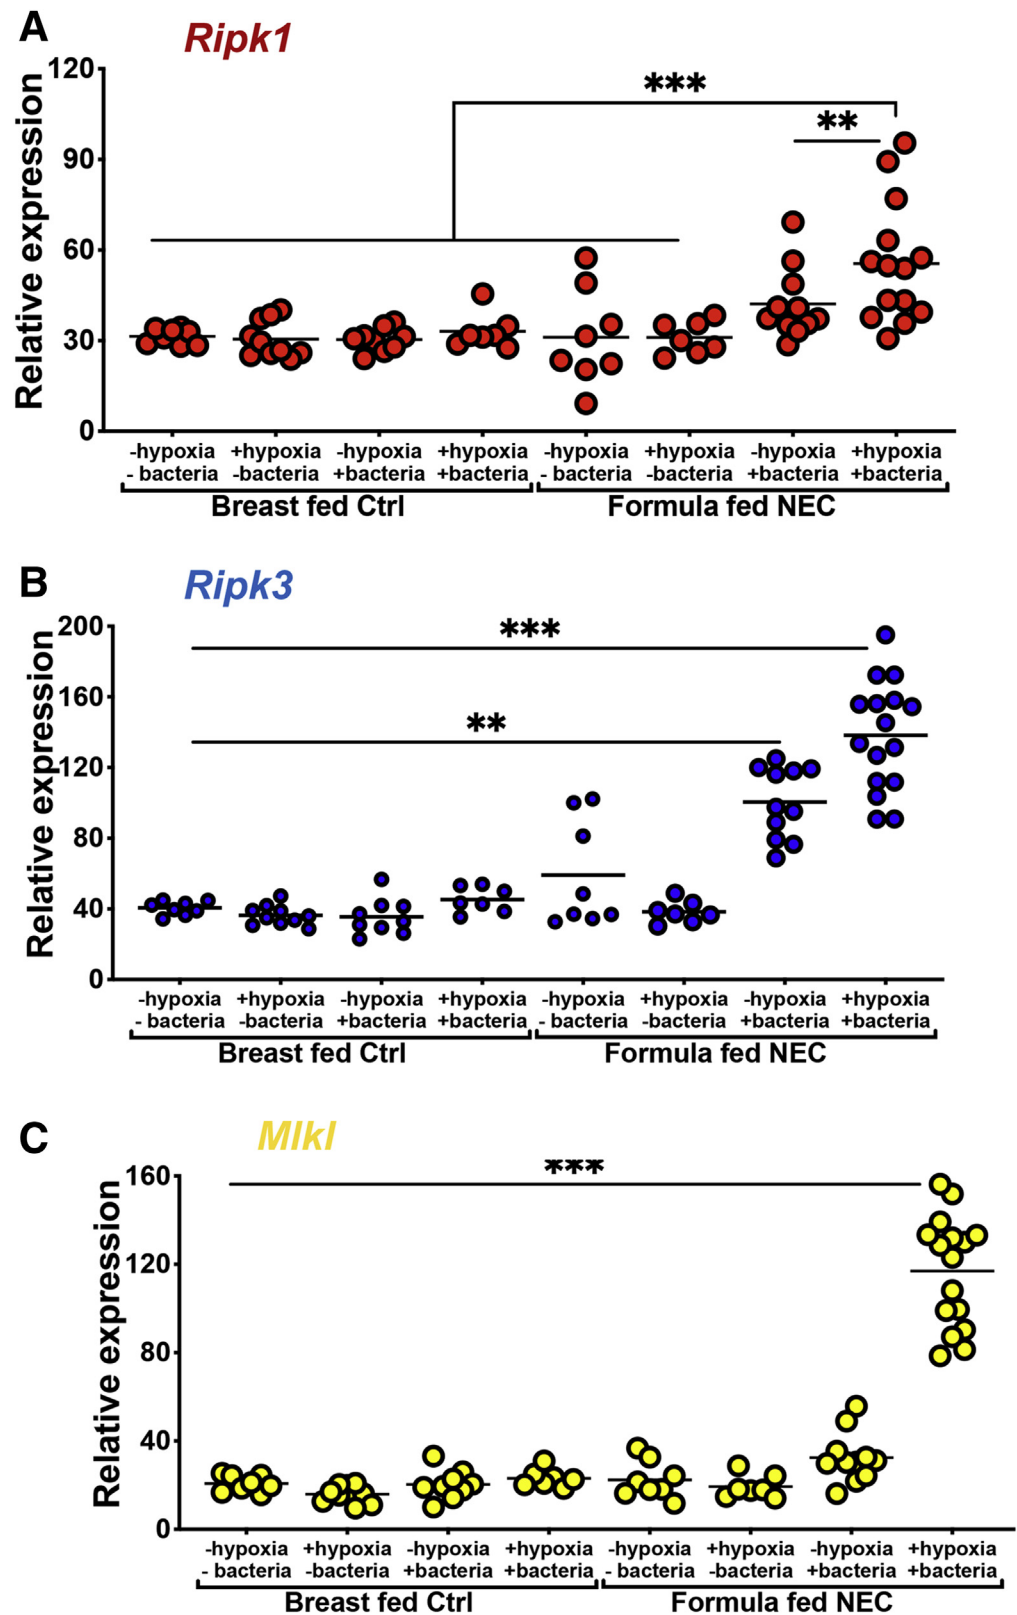 A
Ripk1
Relative expression
120
90
60
30
0
***
**
-hypoxia +hypoxia -hypoxia +hypoxia -hypoxia +hypoxia -hypoxia +hypoxia
- bacteria -bacteria +bacteria +bacteria - bacteria -bacteria +bacteria +bacteria
Breast fed Ctrl Formula fed NEC
B
Ripk3
Relative expression
200
160
120
80
40
0
***
**
-hypoxia +hypoxia -hypoxia +hypoxia -hypoxia +hypoxia -hypoxia +hypoxia
- bacteria -bacteria +bacteria +bacteria - bacteria -bacteria +bacteria +bacteria
Breast fed Ctrl Formula fed NEC
C
Mlkl
Relative expression
160
120
80
40
0
***
-hypoxia +hypoxia -hypoxia +hypoxia -hypoxia +hypoxia -hypoxia +hypoxia
- bacteria -bacteria +bacteria +bacteria - bacteria -bacteria +bacteria +bacteria
Breast fed Ctrl Formula fed NEC